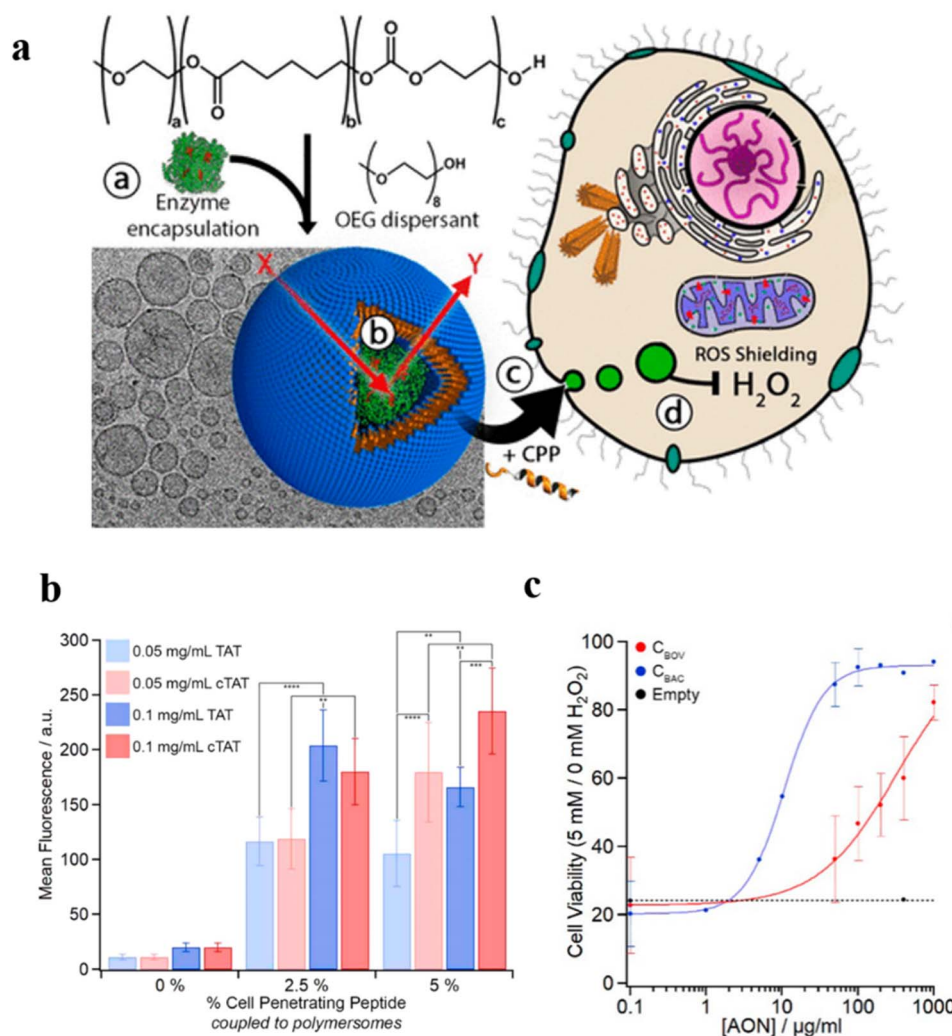 a
O
a
O
O
b
O
O
O
c
O
H
a
Enzyme
encapsulation
O
8
OH
OEG dispersant
X
Y
b
c
+ CPP
ROS Shielding
H2O2
d
b
Mean Fluorescence / a.u.
300
250
200
150
100
50
0
0.05 mg/mL TAT
0.05 mg/mL cTAT
0.1 mg/mL TAT
0.1 mg/mL cTAT
****
**
**
**
***
****
0 %
2.5 %
5 %
% Cell Penetrating Peptide
coupled to polymersomes
c
Cell Viability (5 mM / 0 mM H2O2)
100
80
60
40
20
0
CBOV
CBAC
Empty
0.1
1
10
100
1000
[AON] / µg/ml